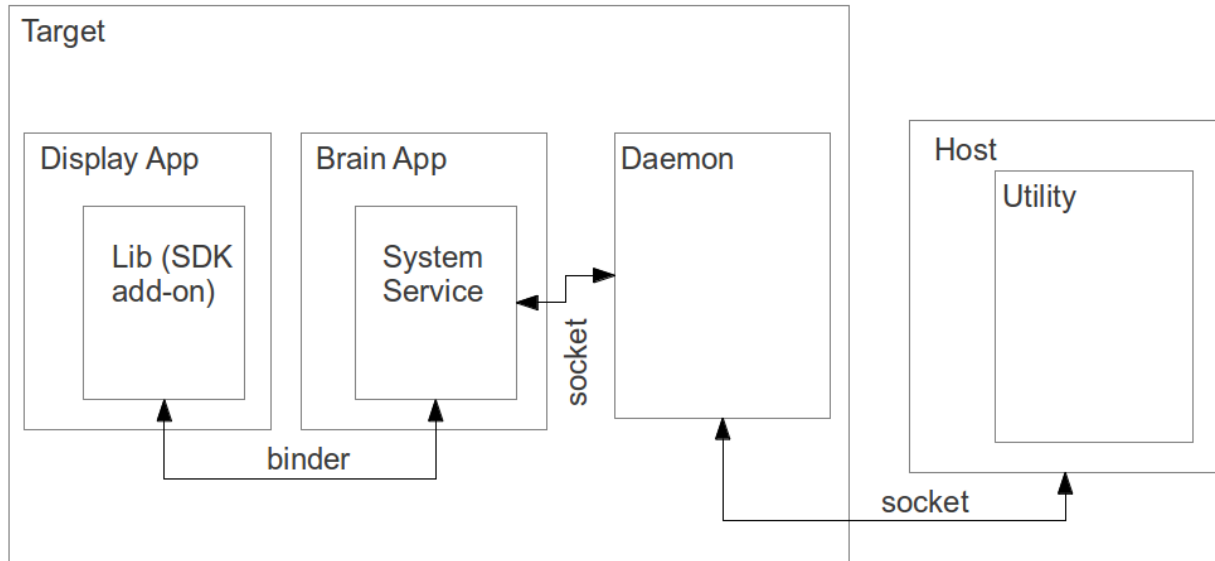 Target
Display App
Brain App
Daemon
Host
Utility
Lib (SDK
add-on)
System
Service
socket
binder
socket